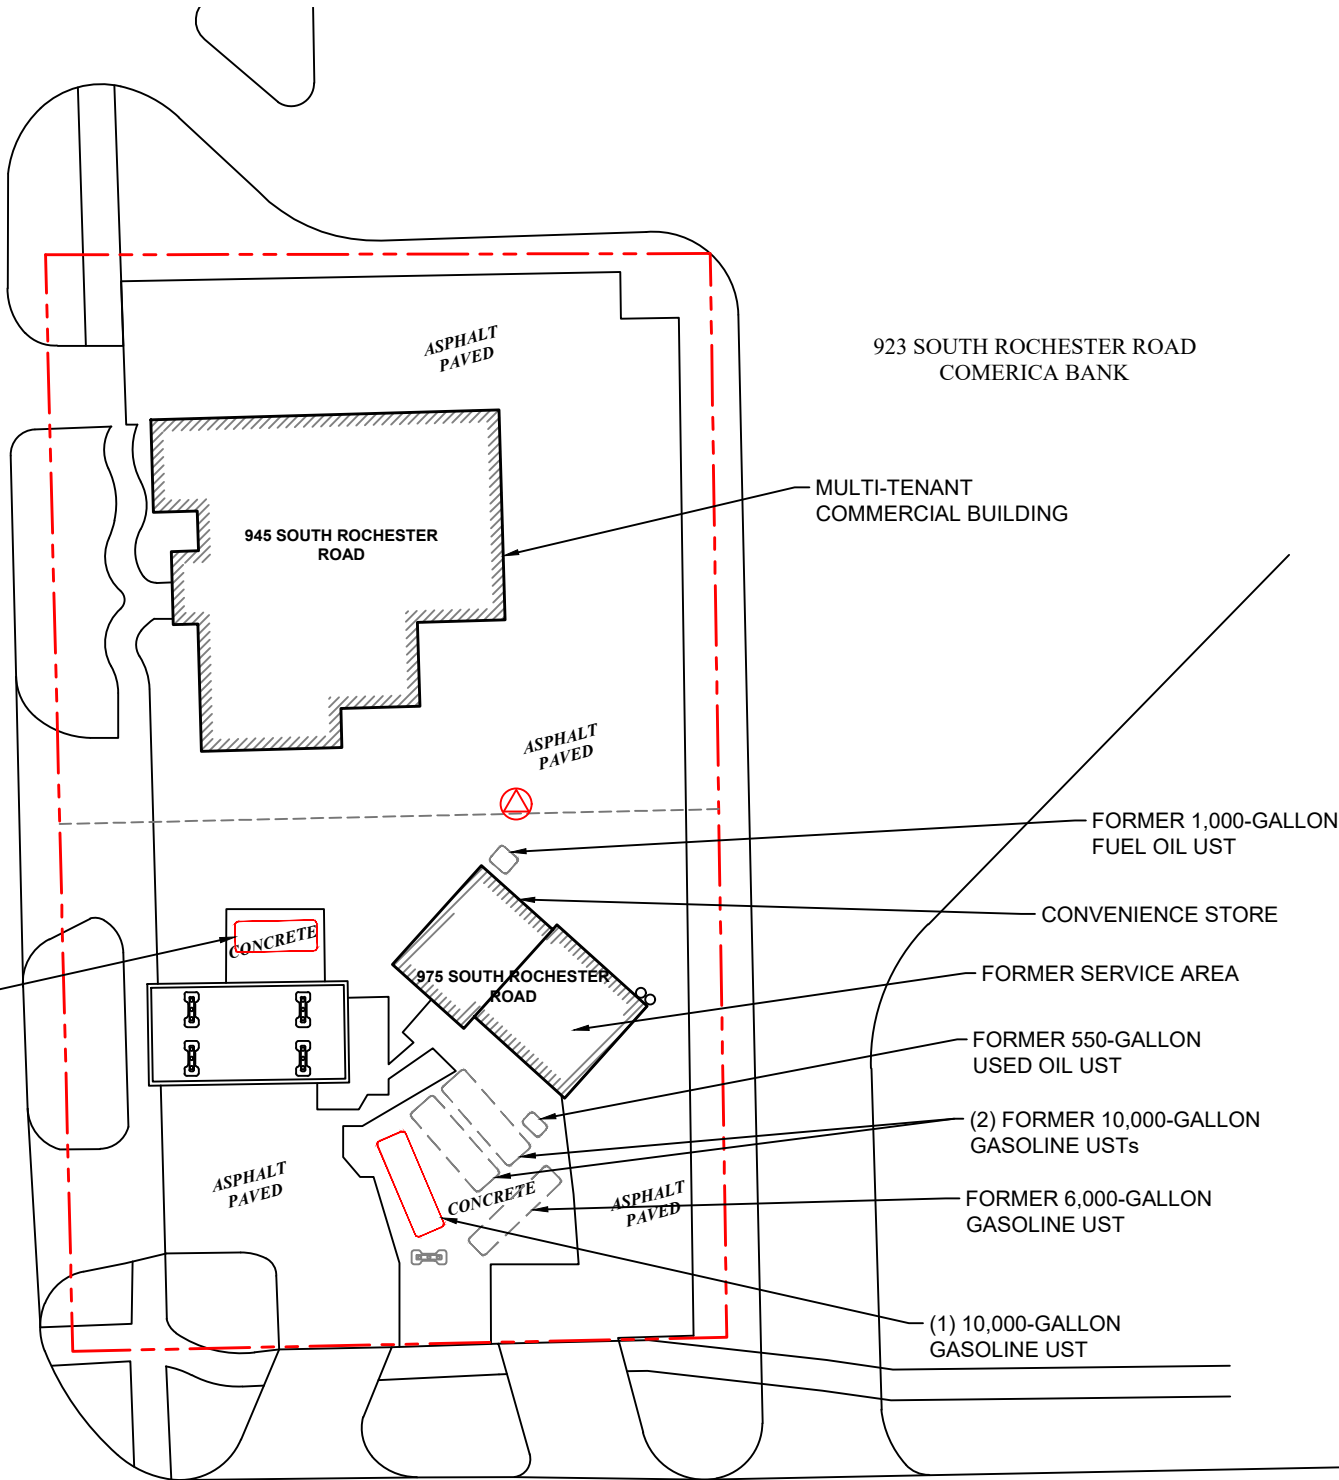 ASPHALT
PAVED
923 SOUTH ROCHESTER ROAD
COMERICA BANK
MULTI-TENANT
COMMERCIAL BUILDING
945 SOUTH ROCHESTER
ROAD
ASPHALT
PAVED
FORMER 1,000-GALLON
FUEL OIL UST
CONVENIENCE STORE
CONCRETE
FORMER SERVICE AREA
975 SOUTH ROCHESTER
ROAD
FORMER 550-GALLON
USED OIL UST
(2) FORMER 10,000-GALLON
GASOLINE USTs
ASPHALT
PAVED
CONCRETE
ASPHALT
PAVED
FORMER 6,000-GALLON
GASOLINE UST
(1) 10,000-GALLON
GASOLINE UST